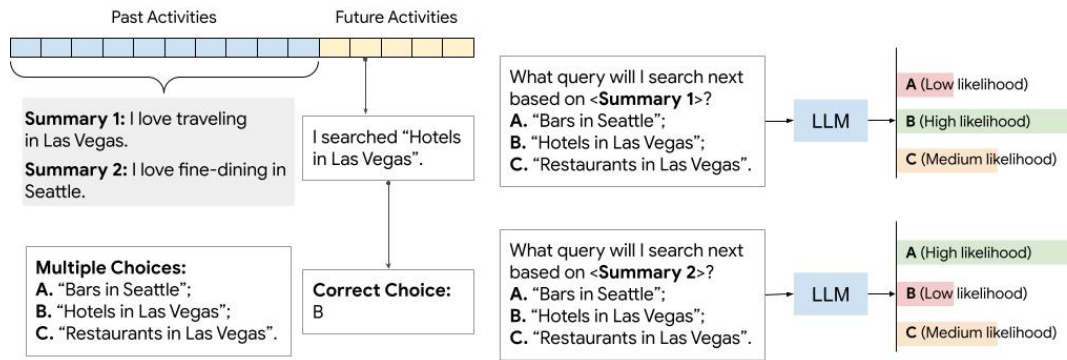 Past Activities
Future Activities
Summary 1: I love traveling
in Las Vegas.
Summary 2: I love fine-dining in
Seattle.
I searched “Hotels
in Las Vegas”.
Multiple Choices:
A. “Bars in Seattle”;
B. “Hotels in Las Vegas”;
C. “Restaurants in Las Vegas”.
Correct Choice:
B
What query will I search next
based on <Summary 1>?
A. “Bars in Seattle”;
B. “Hotels in Las Vegas”;
C. “Restaurants in Las Vegas”.
LLM
A (Low likelihood)
B (High likelihood)
C (Medium likelihood)
What query will I search next
based on <Summary 2>?
A. “Bars in Seattle”;
B. “Hotels in Las Vegas”;
C. “Restaurants in Las Vegas”.
LLM
A (High likelihood)
B (Low likelihood)
C (Medium likelihood)